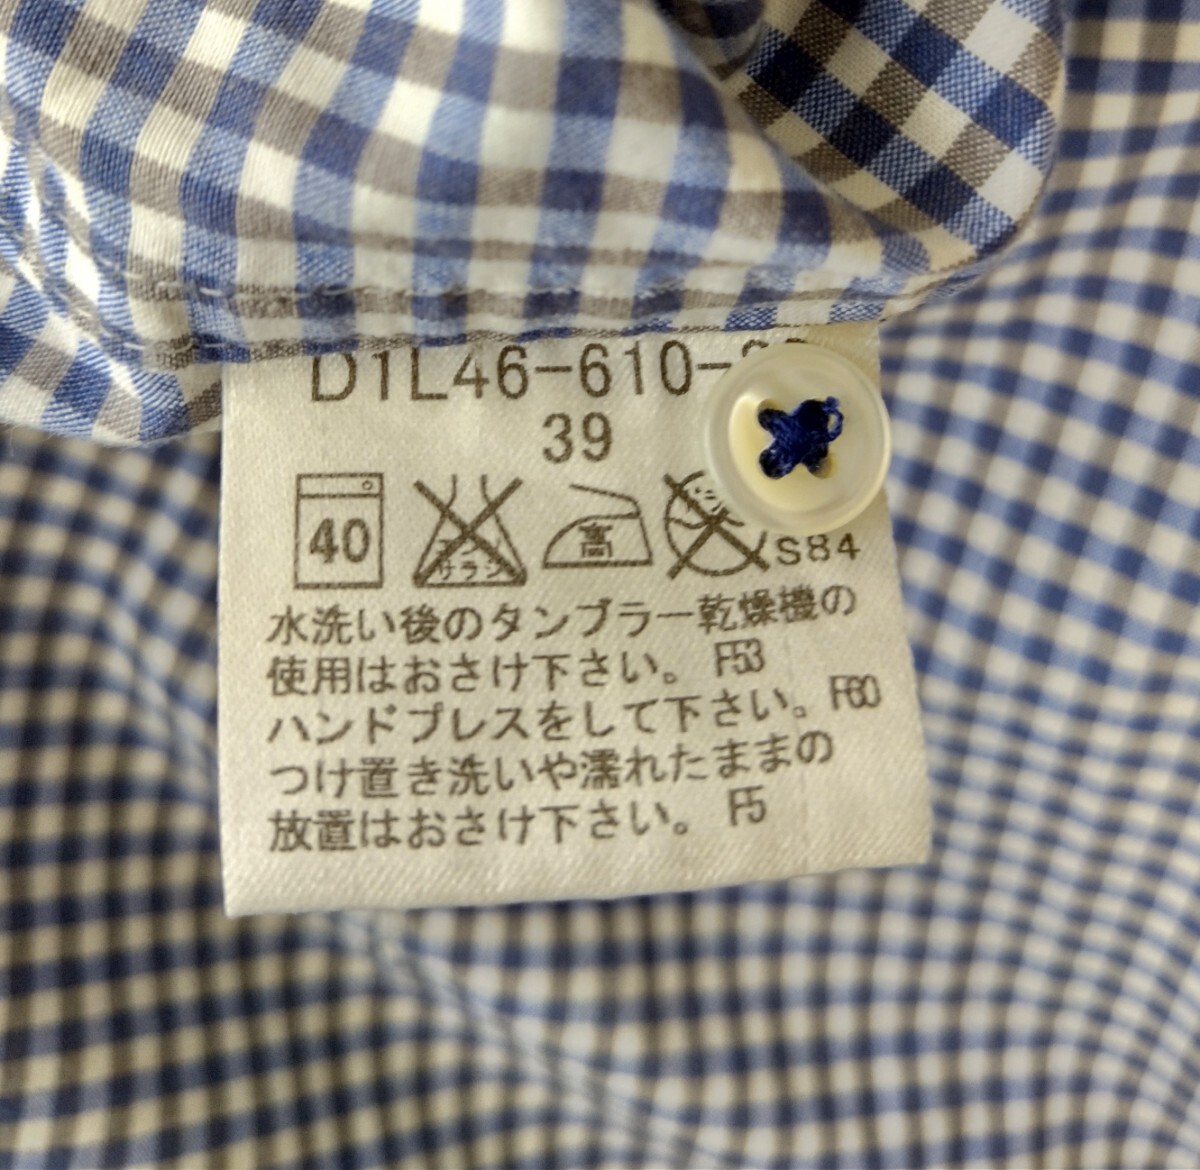 D1L46-610-
39
40 エンソ サラシ 高 S84
水洗い後のタンブラー乾燥機の
使用はおさけ下さい。 F53
ハンドプレスをして下さい。F60
つけ置き洗いや濡れたままの
放置はおさけ下さい。 F5